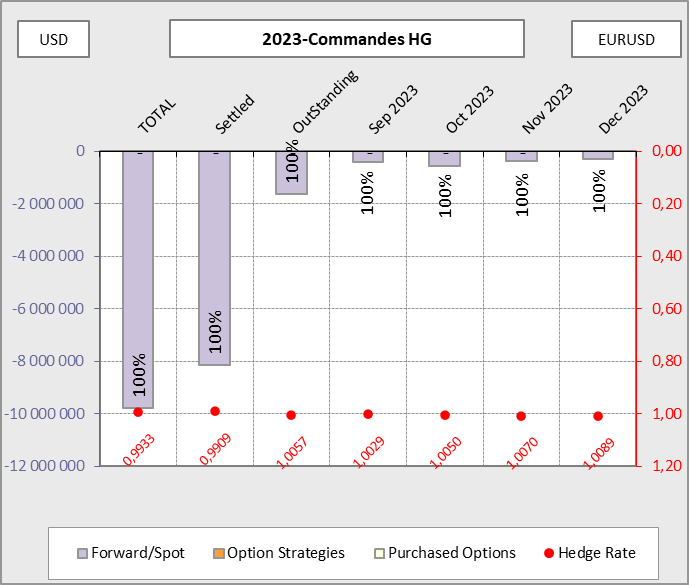 USD
2023-Commandes HG
EURUSD
TOTAL
Settled
OutStanding
Sep 2023
Oct 2023
Nov 2023
Dec 2023
0
-2 000 000
-4 000 000
-6 000 000
-8 000 000
-10 000 000
-12 000 000
100%
100%
100%
100%
100%
100%
100%
0,9933
0,9909
1,0057
1,0029
1,0050
1,0070
1,0089
0,00
0,20
0,40
0,60
0,80
1,00
1,20
Forward/Spot
Option Strategies
Purchased Options
Hedge Rate